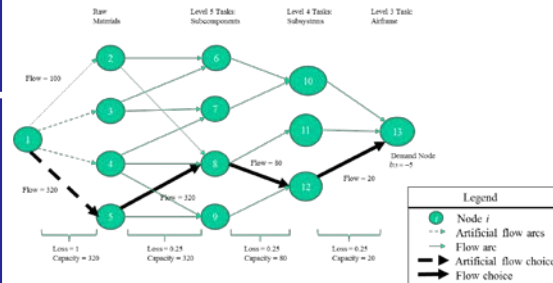 Raw
Materials
Level 5 Tasks:
Subcomponents
Level 4 Tasks:
Subsystems
Level 3 Task:
Airframe
2
6
Flow = 100
10
3
7
1
11
13
4
8
Flow = 80
Demand Node
Flow = 320
12
Flow = 20
Flow = 320
5
9
Legend
i Node i
Artificial flow arcs
Flow arc
Artificial flow choice
Flow choice
Loss = 1
Capacity = 320
Loss = 0.25
Capacity = 320
Loss = 0.25
Capacity = 80
Loss = 0.25
Capacity = 20